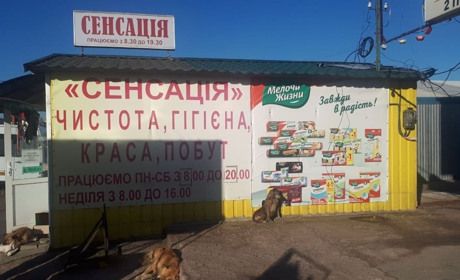 СЕНСАЦІЯ
ПРАЦЮЄМО З 8.30 ДО 19.30
«СЕНСАЦІЯ»
ЧИСТОТА, ГІГІЄНА,
КРАСА, ПОБУТ
ПРАЦЮЄМО ПН-СБ З 8.00 ДО 20.00
НЕДІЛЯ З 8.00 ДО 16.00
Мелочи
Жизни
Завжди
в радість!